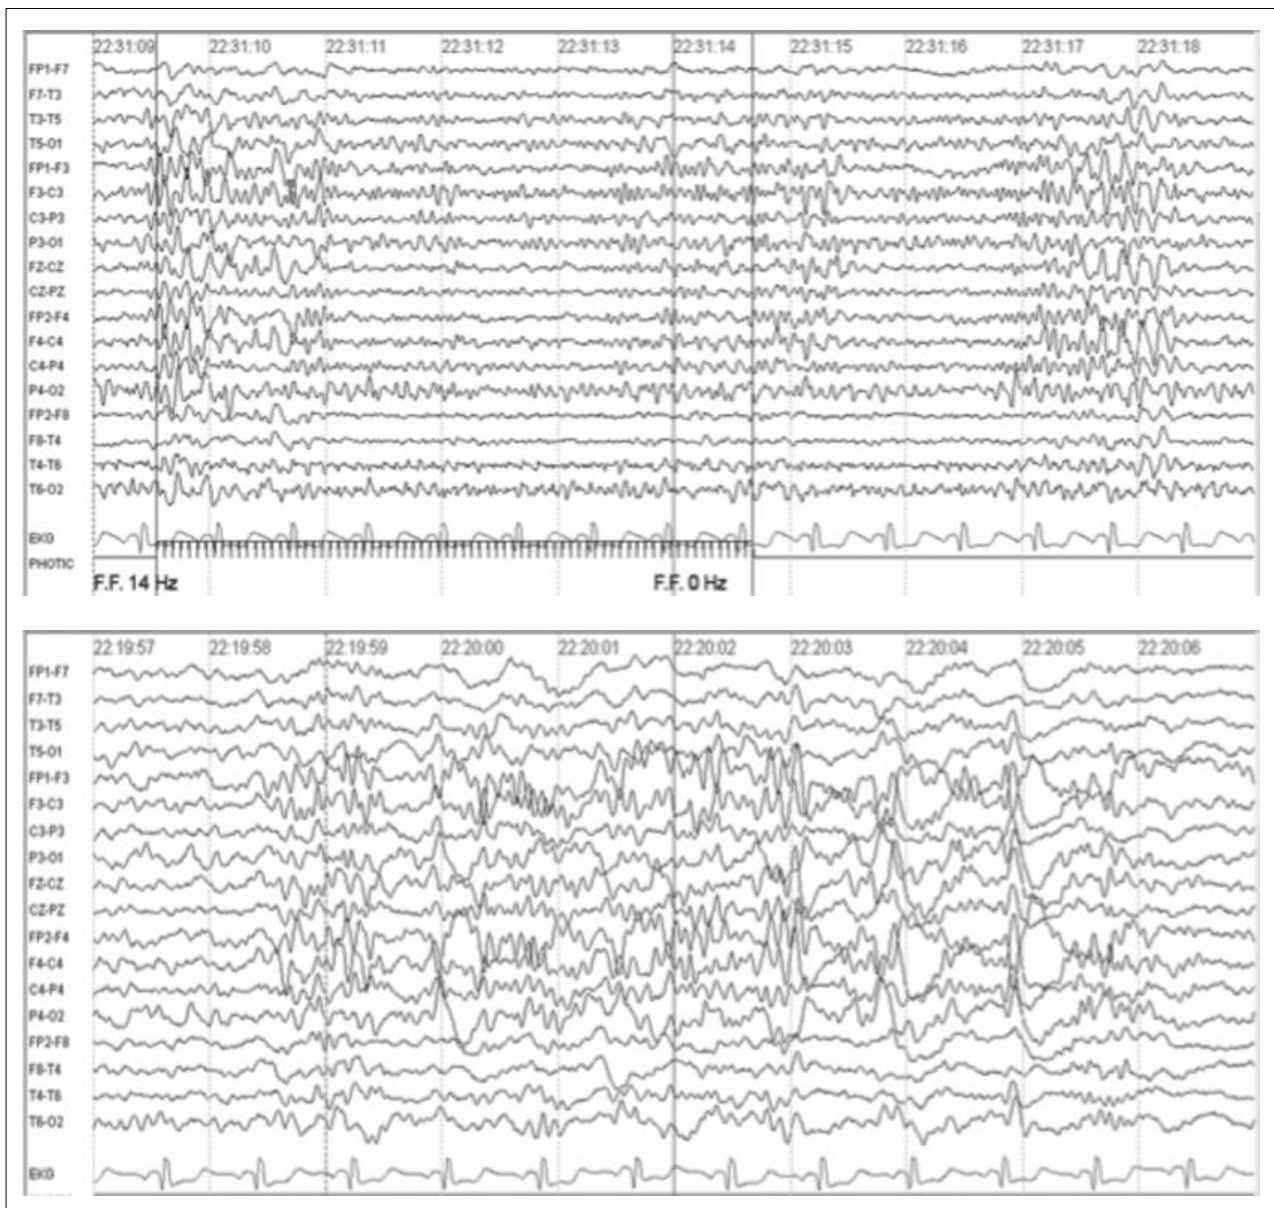 22:31:09 22:31:10 22:31:11 22:31:12 22:31:13 22:31:14 22:31:15 22:31:16 22:31:17 22:31:18
FP1-F7
F7-T3
T3-T5
T5-O1
FP1-F3
F3-C3
C3-P3
P3-O1
FZ-CZ
CZ-PZ
FP2-F4
F4-C4
C4-P4
P4-O2
FP2-F8
F8-T4
T4-T6
T6-O2
EKG
PHOTIC
F.F. 14 Hz F.F. 0 Hz
22:19:57 22:19:58 22:19:59 22:20:00 22:20:01 22:20:02 22:20:03 22:20:04 22:20:05 22:20:06
FP1-F7
F7-T3
T3-T5
T5-O1
FP1-F3
F3-C3
C3-P3
P3-O1
FZ-CZ
CZ-PZ
FP2-F4
F4-C4
C4-P4
P4-O2
FP2-F8
F8-T4
T4-T6
T6-O2
EKG